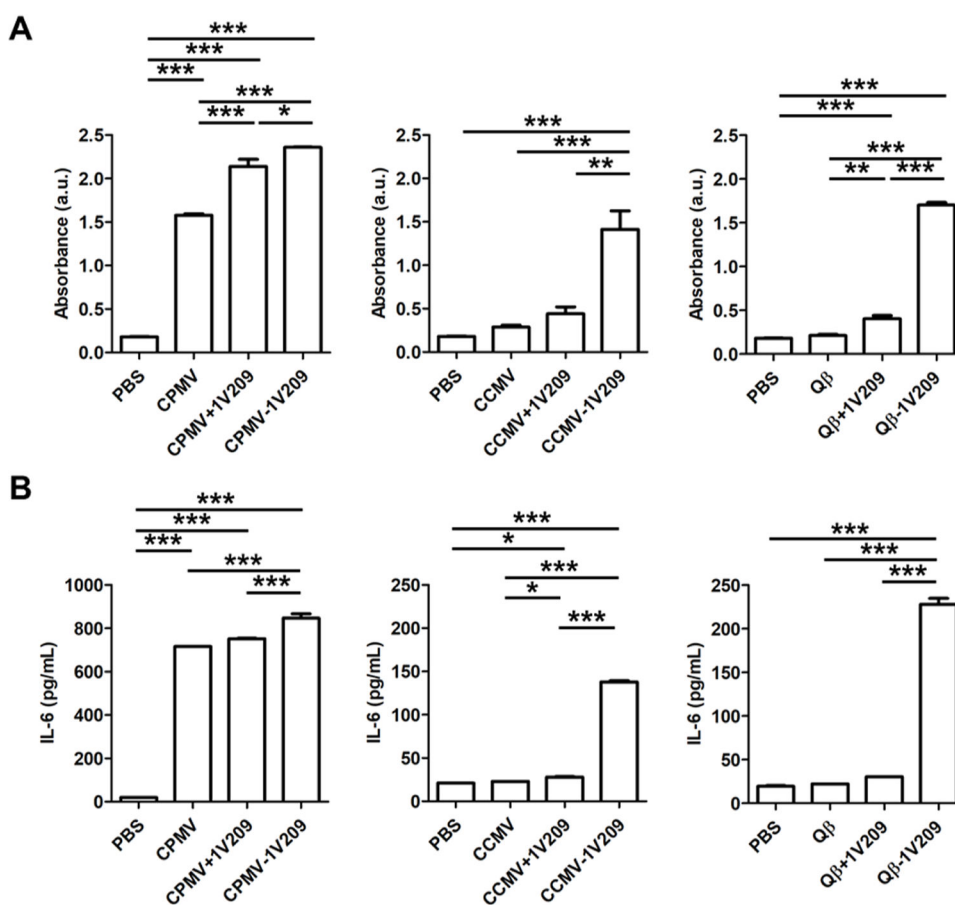 A
***
***
***
***
***
*
Absorbance (a.u.)
2.5
2.0
1.5
1.0
0.5
0.0
PBS
CPMV
CPMV+1V209
CPMV-1V209
***
***
**
Absorbance (a.u.)
2.5
2.0
1.5
1.0
0.5
0.0
PBS
CCMV
CCMV+1V209
CCMV-1V209
***
***
***
**
***
Absorbance (a.u.)
2.5
2.0
1.5
1.0
0.5
0.0
PBS
Qβ
Qβ+1V209
Qβ-1V209
B
***
***
***
***
***
IL-6 (pg/mL)
1000
800
600
400
200
0
PBS
CPMV
CPMV+1V209
CPMV-1V209
***
*
***
*
***
IL-6 (pg/mL)
250
200
150
100
50
0
PBS
CCMV
CCMV+1V209
CCMV-1V209
***
***
***
IL-6 (pg/mL)
250
200
150
100
50
0
PBS
Qβ
Qβ+1V209
Qβ-1V209